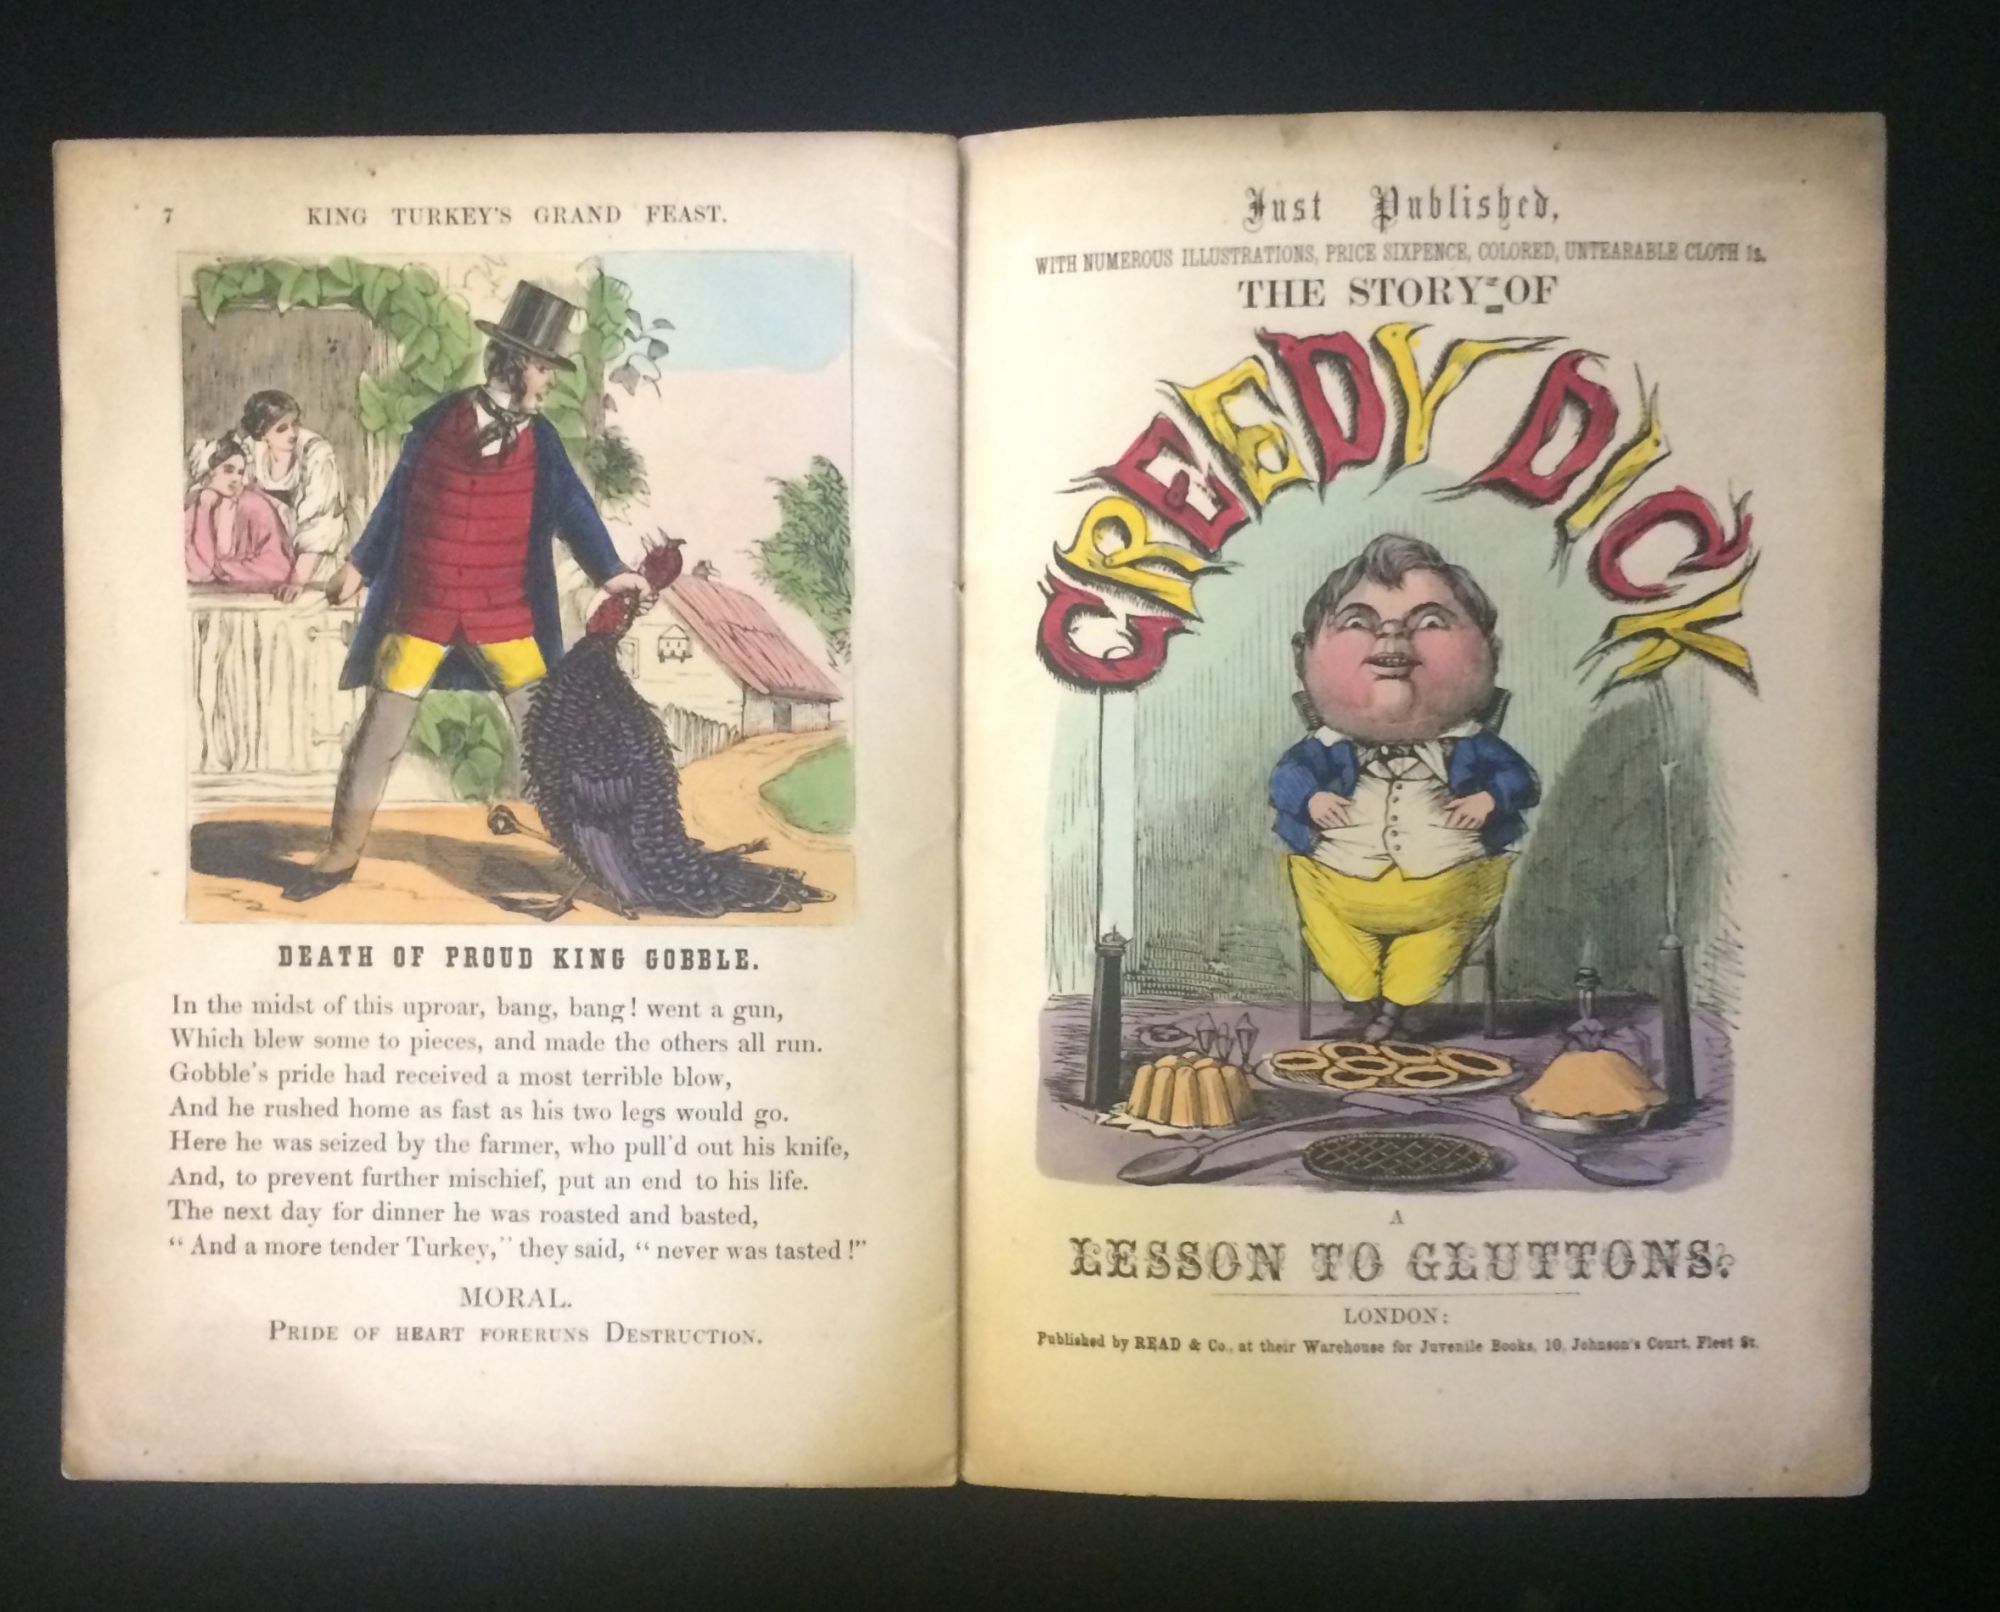 7
KING TURKEY'S GRAND FEAST.
DEATH OF PROUD KING GOBBLE.
In the midst of this uproar, bang, bang! went a gun,
Which blew some to pieces, and made the others all run.
Gobble's pride had received a most terrible blow,
And he rushed home as fast as his two legs would go.
Here he was seized by the farmer, who pull'd out his knife,
And, to prevent further mischief, put an end to his life.
The next day for dinner he was roasted and basted,
“And a more tender Turkey,” they said, “never was tasted!”
MORAL.
PRIDE OF HEART FORERUNS DESTRUCTION.
Just Published,
WITH NUMEROUS ILLUSTRATIONS, PRICE SIXPENCE, COLORED, UNTEARABLE CLOTH 1s.
THE STORY OF
GREEDY DICK
A
LESSON TO GLUTTONS.
LONDON:
Published by READ & Co., at their Warehouse for Juvenile Books, 10, Johnson's Court, Fleet St.